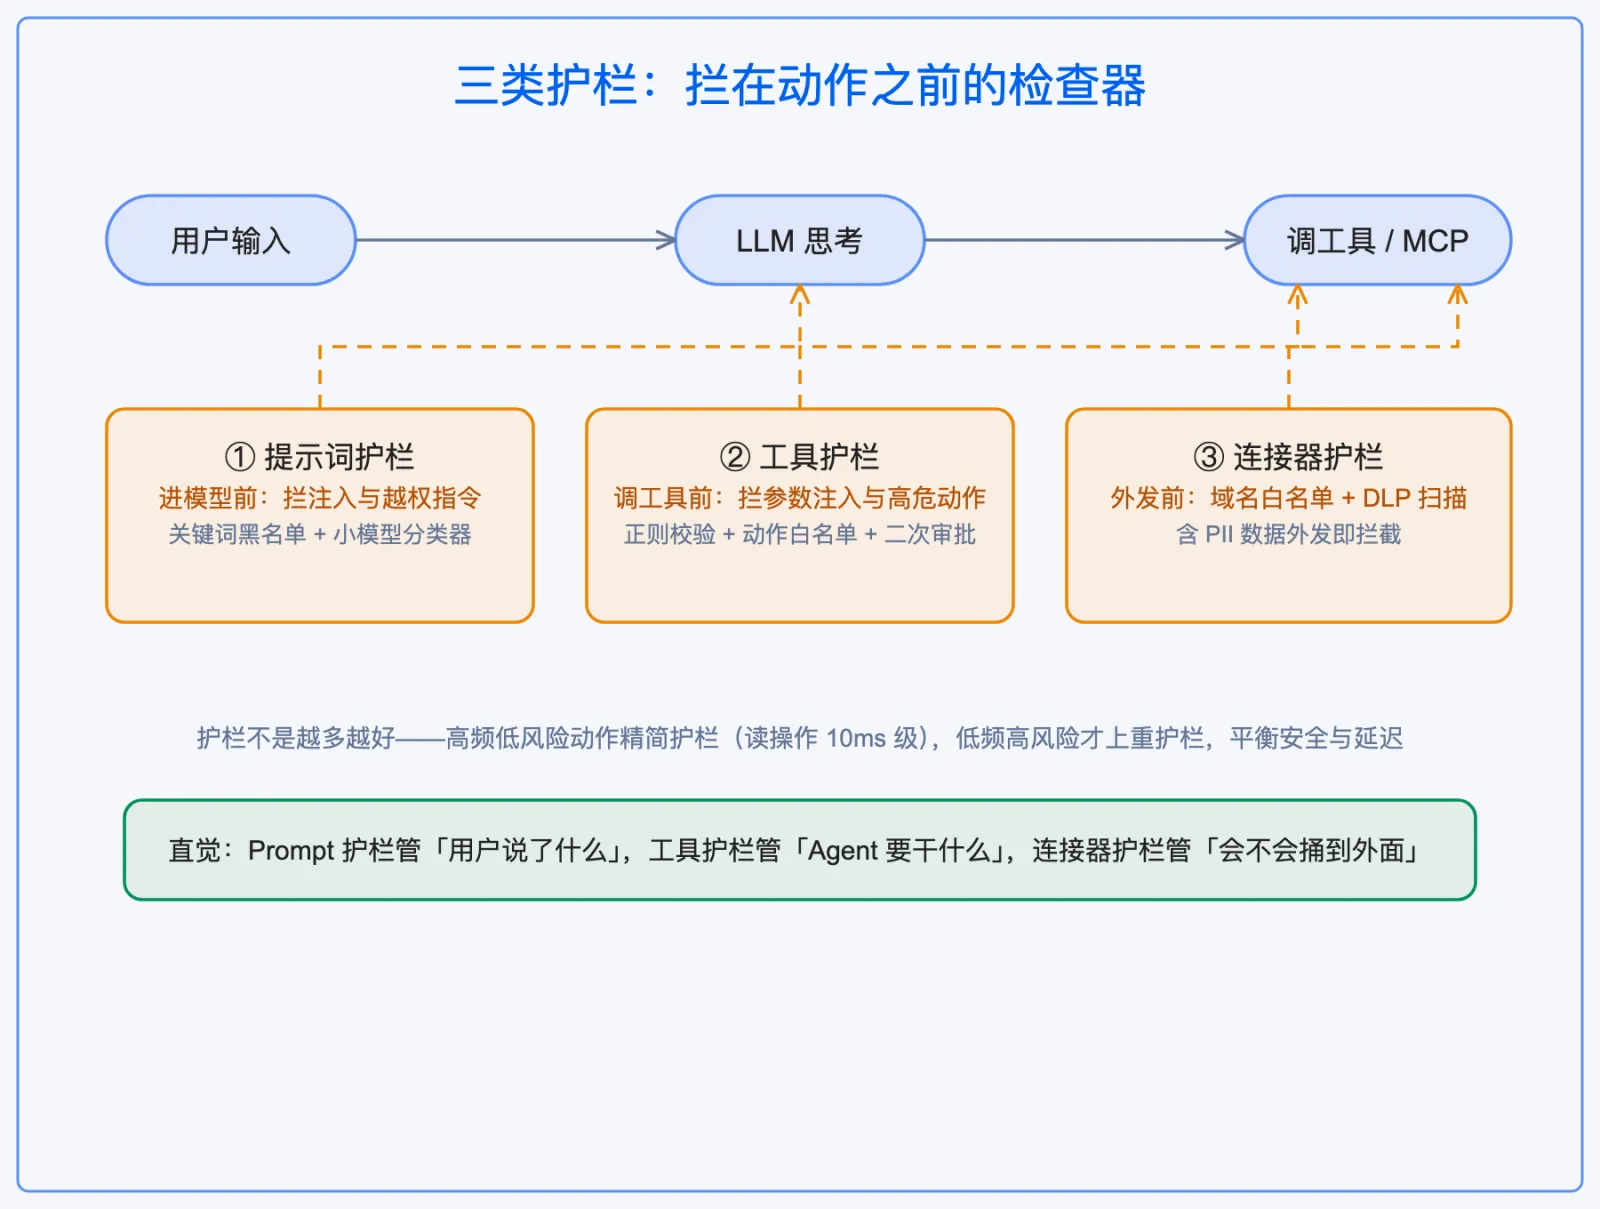 三类护栏：拦在动作之前的检查器
用户输入
LLM 思考
调工具 / MCP
① 提示词护栏
进模型前：拦注入与越权指令
关键词黑名单 + 小模型分类器
② 工具护栏
调工具前：拦参数注入与高危动作
正则校验 + 动作白名单 + 二次审批
③ 连接器护栏
外发前：域名白名单 + DLP 扫描
含 PII 数据外发即拦截
护栏不是越多越好——高频低风险动作精简护栏（读操作 10ms 级），低频高风险才上重护栏，平衡安全与延迟
直觉：Prompt 护栏管「用户说了什么」，工具护栏管「Agent 要干什么」，连接器护栏管「会不会捅到外面」